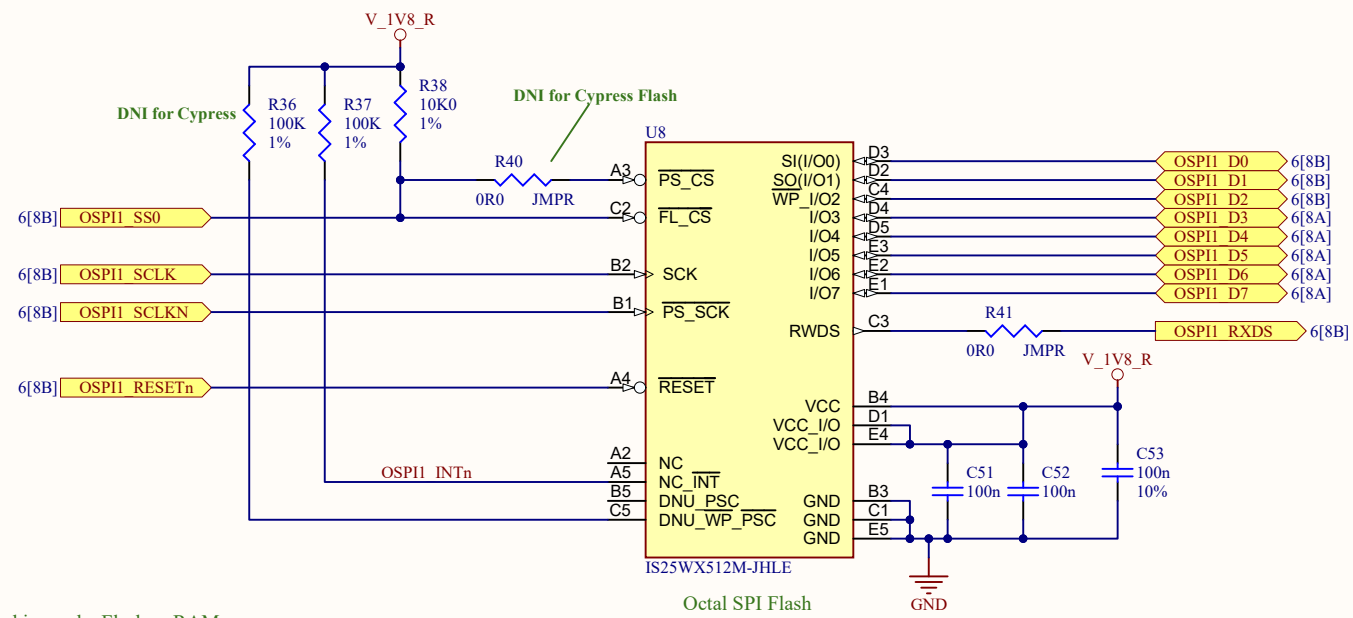 V_1V8_R
DNI for Cypress
R36
100K
1%
R37
100K
1%
R38
10K0
1%
DNI for Cypress Flash
R40
0R0 JMPR
U8
A3 PS_CS
C2 FL_CS
B2 SCK
B1 PS_SCK
A4 RESET
A2 NC
A5 NC_INT
B5 DNU_PSC
C5 DNU_WP_PSC
6[8B] OSPI1_SS0
6[8B] OSPI1_SCLK
6[8B] OSPI1_SCLKN
6[8B] OSPI1_RESETn
OSPI1_INTn
SI(I/O0) D3 OSPI1_D0 6[8B]
SO(I/O1) D2 OSPI1_D1 6[8B]
WP_I/O2 C4 OSPI1_D2 6[8B]
I/O3 D4 OSPI1_D3 6[8A]
I/O4 D5 OSPI1_D4 6[8A]
I/O5 E3 OSPI1_D5 6[8A]
I/O6 E2 OSPI1_D6 6[8A]
I/O7 E1 OSPI1_D7 6[8A]
RWDS C3
R41
0R0 JMPR
OSPI1_RXDS 6[8B]
V_1V8_R
VCC B4
VCC_I/O D1
VCC_I/O E4
GND B3
GND C1
GND E5
C51
100n
C52
100n
C53
100n
10%
IS25WX512M-JHLE
Octal SPI Flash
GND